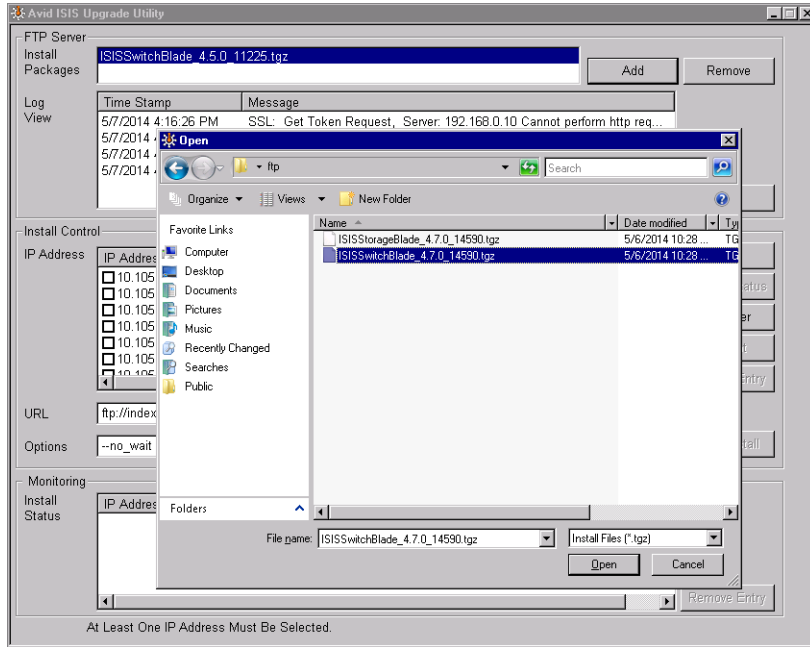 Avid ISIS Upgrade Utility
FTP Server
Install Packages
ISISSwitchBlade_4.5.0_11225.tgz
Add
Remove
Log View
Time Stamp Message
5/7/2014 4:16:26 PM SSL: Get Token Request, Server: 192.168.0.10 Cannot perform http req...
5/7/2014
5/7/2014
5/7/2014
Open
ftp
Search
Organize Views New Folder
Favorite Links
Computer
Desktop
Documents
Pictures
Music
Recently Changed
Searches
Public
Folders
Name Date modified
ISISStorageBlade_4.7.0_14590.tgz 5/6/2014 10:28 ... TG
ISISSwitchBlade_4.7.0_14590.tgz 5/6/2014 10:28 ... TG
File name: ISISSwitchBlade_4.7.0_14590.tgz Install Files (*.tgz)
Open Cancel
Install Control
IP Address
10.105
10.105
10.105
10.105
10.105
10.105
URL
ftp://index
Options
--no_wait
Monitoring
Install Status
Remove Entry
At Least One IP Address Must Be Selected.